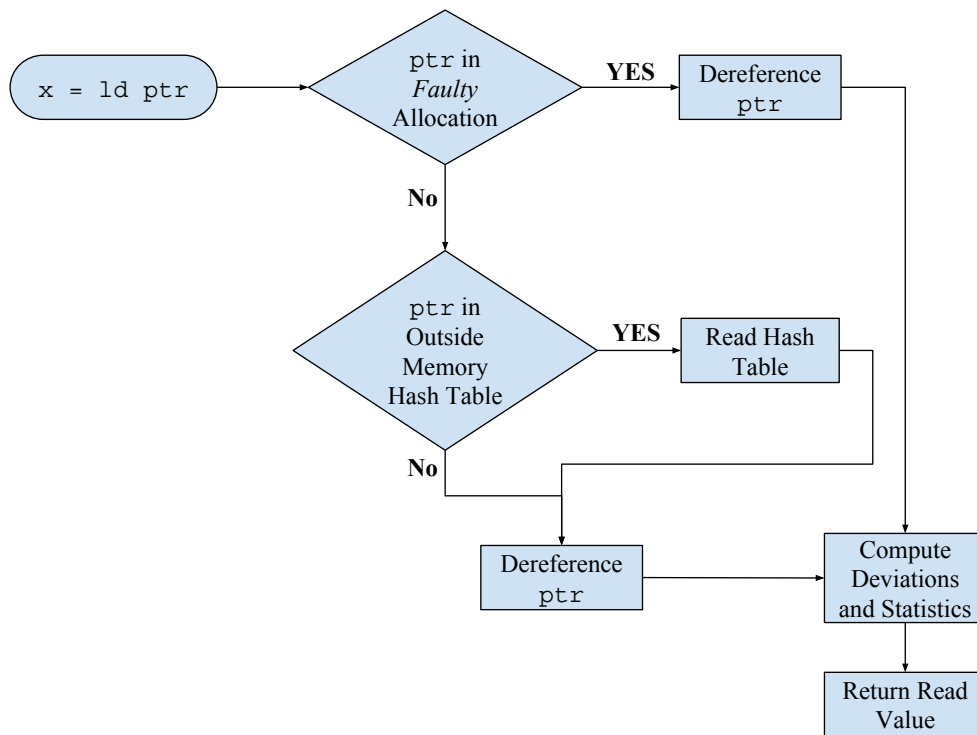 x = ld ptr
ptr in
Faulty
Allocation
YES
Dereference
ptr
No
ptr in
Outside
Memory
Hash Table
YES
Read Hash
Table
No
Dereference
ptr
Compute
Deviations
and Statistics
Return Read
Value